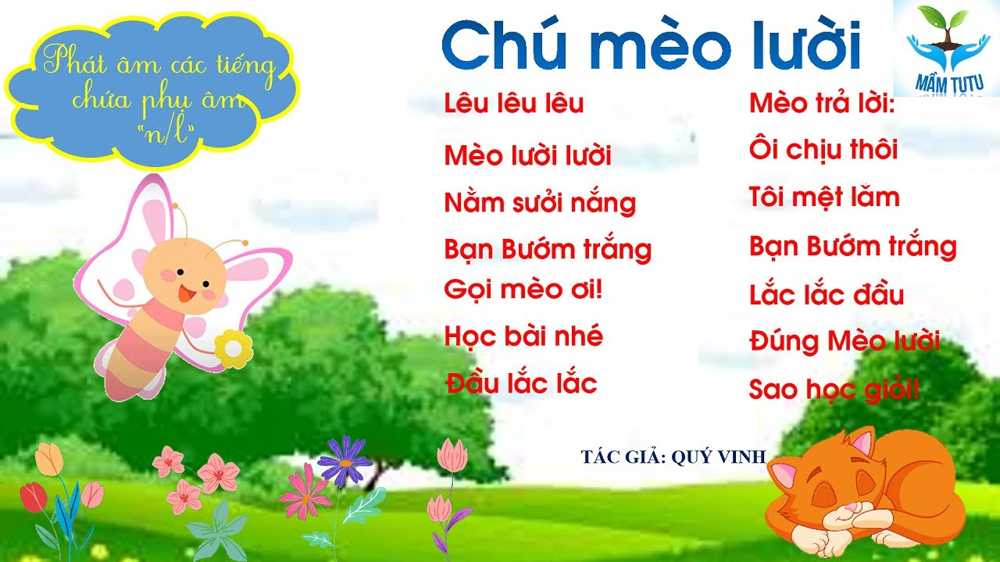 Phát âm các tiếng
chứa phụ âm
"n/l"
Chú mèo lười
MẦM TUTU
Lêu lêu lêu
Mèo lười lười
Nằm sưởi nắng
Bạn Bướm trắng
Gọi mèo ơi!
Học bài nhé
Đầu lắc lắc
Mèo trả lời:
Ôi chịu thôi
Tôi mệt lắm
Bạn Bướm trắng
Lắc lắc đầu
Đúng Mèo lười
Sao học giỏi!
TÁC GIẢ: QUÝ VINH